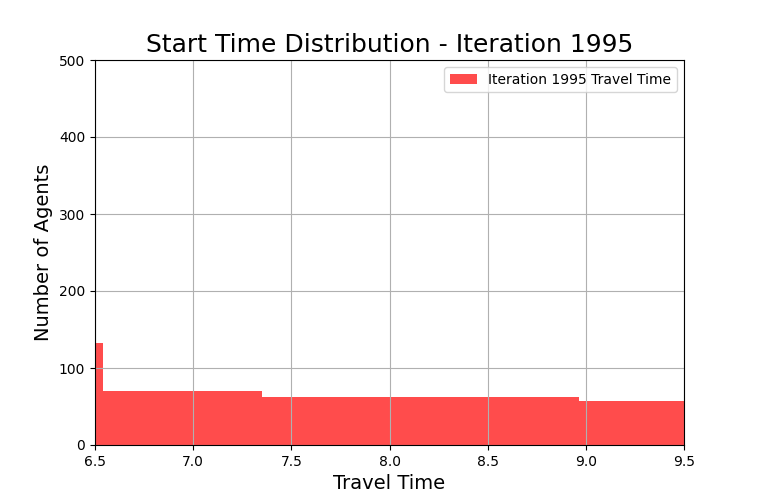 Start Time Distribution - Iteration 1995
Iteration 1995 Travel Time
Number of Agents
500
400
300
200
100
0
6.5 7.0 7.5 8.0 8.5 9.0 9.5
Travel Time